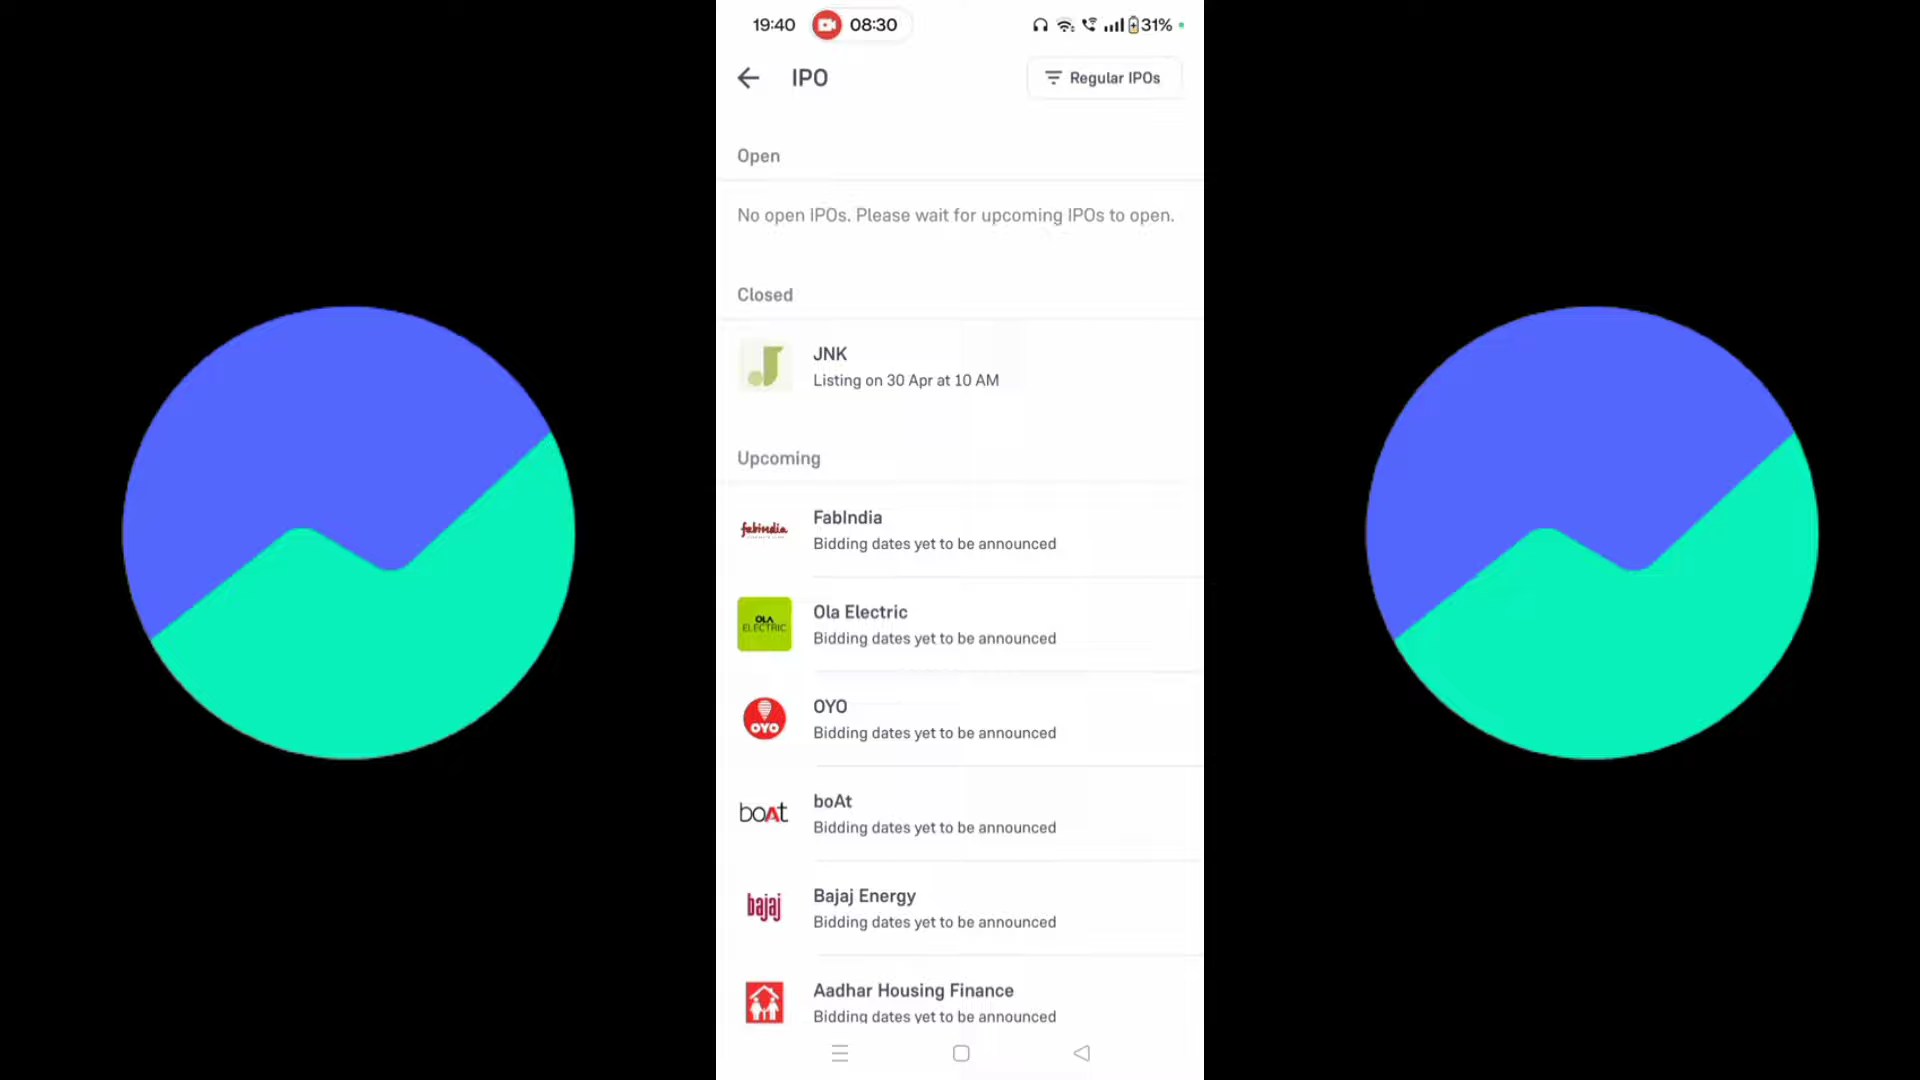 19:40 08:30 31%
IPO Regular IPOs
Open
No open IPOs. Please wait for upcoming IPOs to open.
Closed
JNK
Listing on 30 Apr at 10 AM
Upcoming
fabindia
FabIndia
Bidding dates yet to be announced
OLA
ELECTRIC
Ola Electric
Bidding dates yet to be announced
OYO
OYO
Bidding dates yet to be announced
boAt
boAt
Bidding dates yet to be announced
bajaj
Bajaj Energy
Bidding dates yet to be announced
Aadhar Housing Finance
Bidding dates yet to be announced